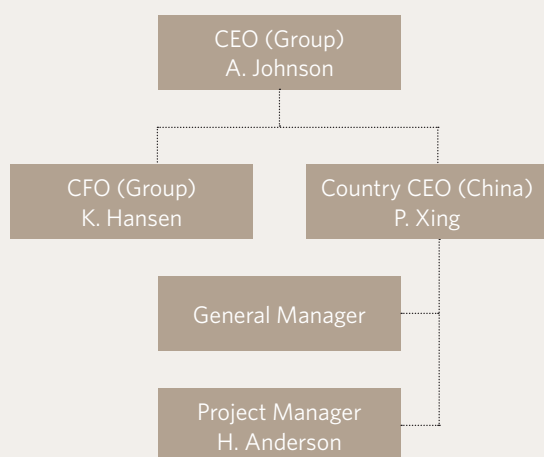 CEO (Group)
A. Johnson
CFO (Group)
K. Hansen
Country CEO (China)
P. Xing
General Manager
Project Manager
H. Anderson